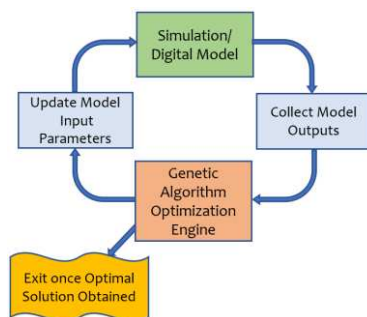 Simulation/
Digital Model
Update Model
Input
Parameters
Collect Model
Outputs
Genetic
Algorithm
Optimization
Engine
Exit once Optimal
Solution Obtained